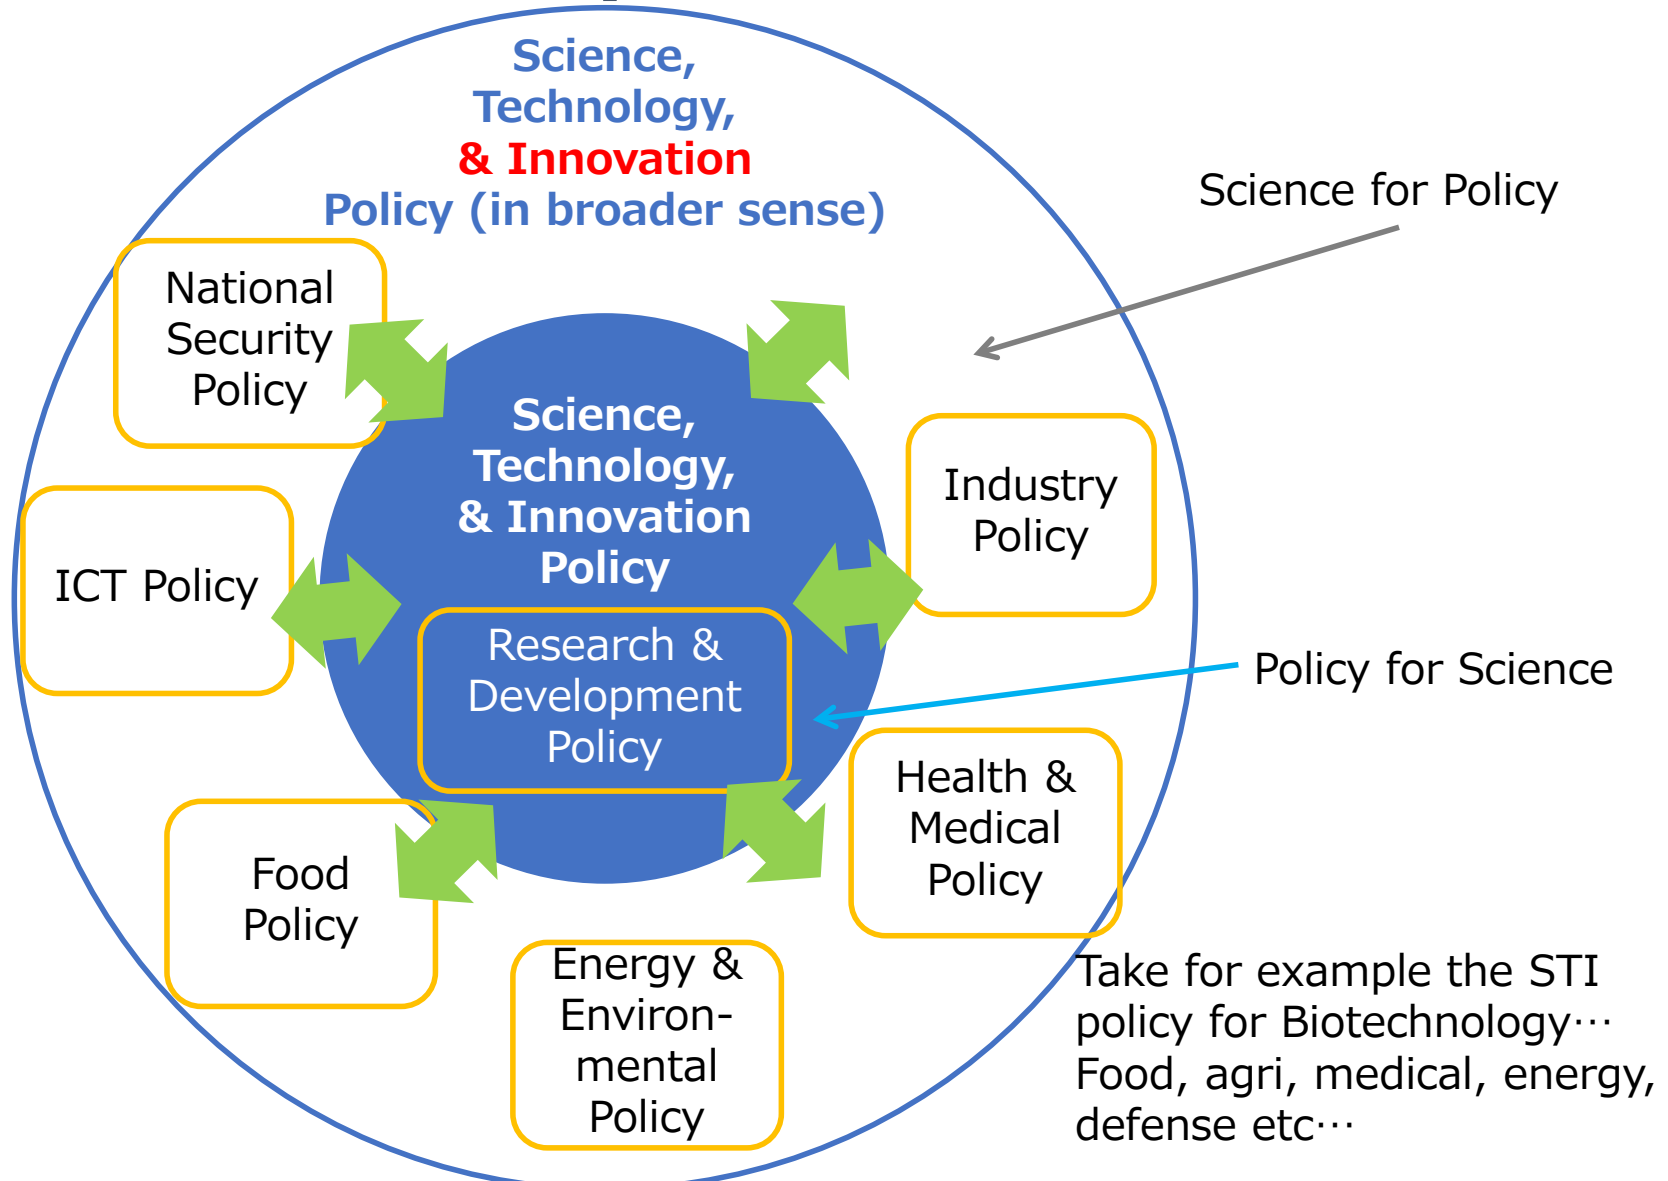 Science,
Technology,
& Innovation
Policy (in broader sense)
Science for Policy
National
Security
Policy
Science,
Technology,
& Innovation
Policy
Industry
Policy
ICT Policy
Research &
Development
Policy
Policy for Science
Health &
Medical
Policy
Food
Policy
Energy &
Environ-
mental
Policy
Take for example the STI
policy for Biotechnology…
Food, agri, medical, energy,
defense etc…